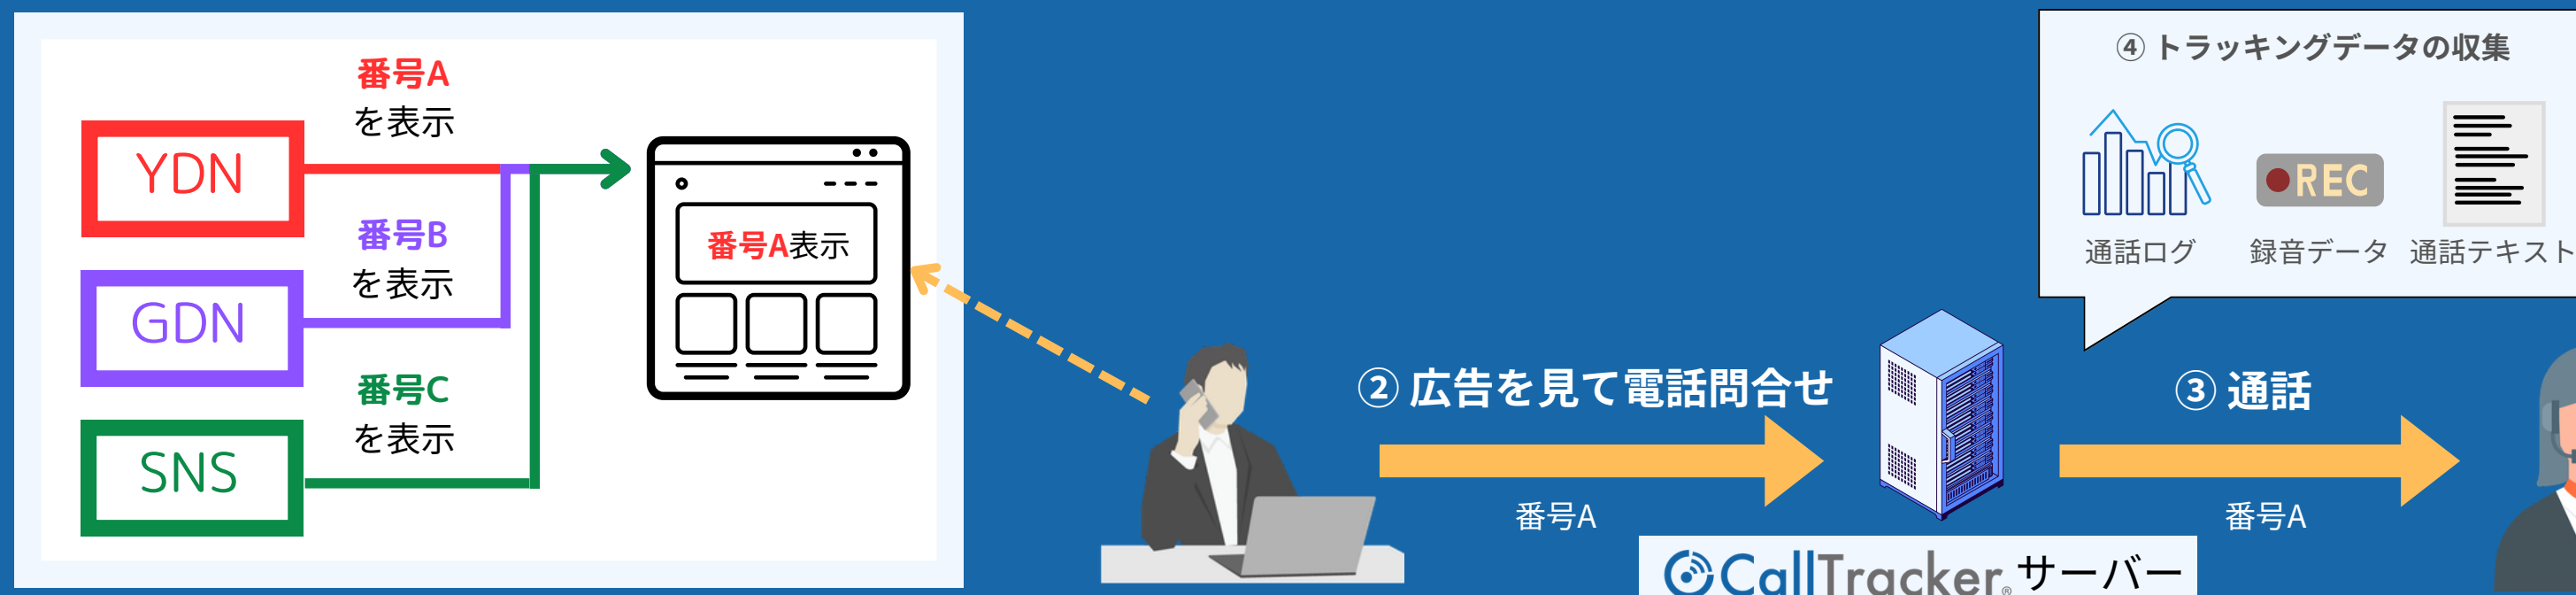 番号A
を表示
YDN
番号B
を表示
GDN
番号C
を表示
SNS
番号A表示
② 広告を見て電話問合せ
番号A
CallTracker® サーバー
③ 通話
番号A
④ トラッキングデータの収集
REC
通話ログ
録音データ
通話テキスト